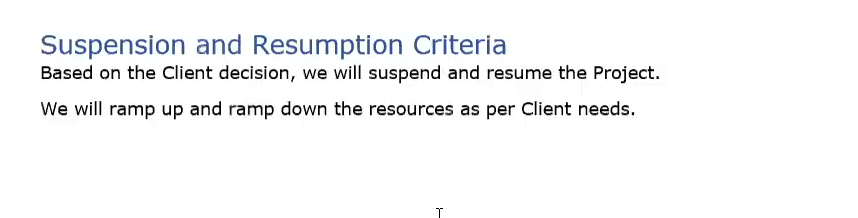 Suspension and Resumption Criteria
Based on the Client decision, we will suspend and resume the Project.
We will ramp up and ramp down the resources as per Client needs.